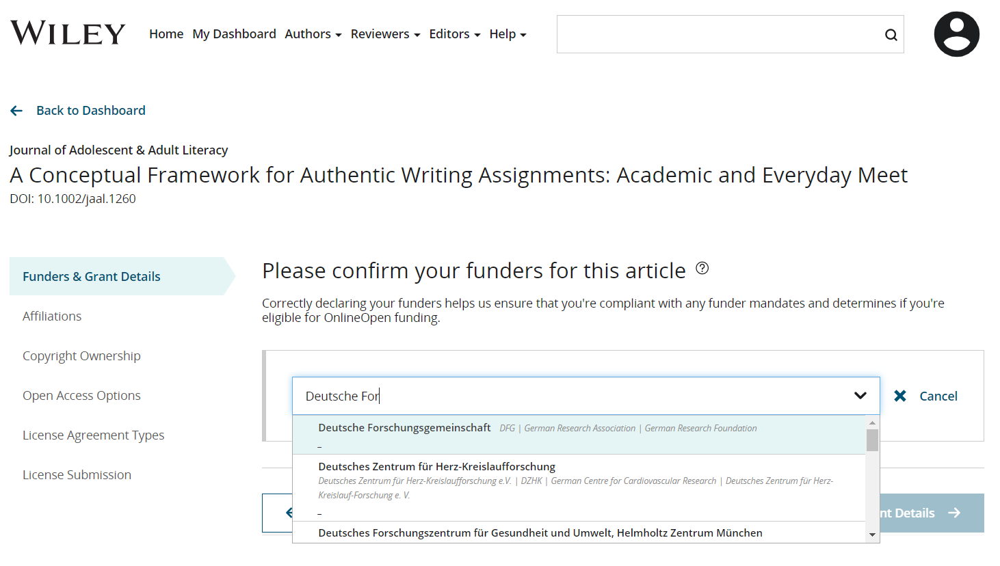 WILEY
Home My Dashboard Authors Reviewers Editors Help
Back to Dashboard
Journal of Adolescent & Adult Literacy
A Conceptual Framework for Authentic Writing Assignments: Academic and Everyday Meet
DOI: 10.1002/jaal.1260
Funders & Grant Details
Affiliations
Copyright Ownership
Open Access Options
License Agreement Types
License Submission
Please confirm your funders for this article ?
Correctly declaring your funders helps us ensure that you're compliant with any funder mandates and determines if you're
eligible for OnlineOpen funding.
Deutsche For
Cancel
Deutsche Forschungsgemeinschaft DFG | German Research Association | German Research Foundation
–
Deutsches Zentrum für Herz-Kreislaufforschung
Deutsches Zentrum für Herz-Kreislaufforschung e.V. | DZHK | German Centre for Cardiovascular Research | Deutsches Zentrum für Herz-
Kreislauf-Forschung e. V.
–
Deutsches Forschungszentrum für Gesundheit und Umwelt, Helmholtz Zentrum München
nt Details